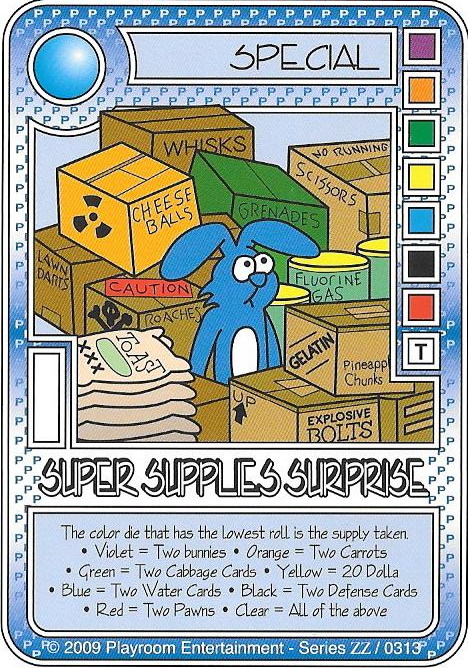 SPECIAL
WHISKS
NO RUNNING
SCISSORS
CHEESE
BALLS
GRENADES
LAWN
DARTS
CAUTION
ROACHES
FLUORINE
GAS
YEAST
XXX
GELATIN
Pineapp
Chunks
UP
EXPLOSIVE
BOLTS
T
SUPER SUPPLIES SURPRISE
The color die that has the lowest roll is the supply taken.
• Violet = Two bunnies • Orange = Two Carrots
• Green = Two Cabbage Cards • Yellow = 20 Dolla
• Blue = Two Water Cards • Black = Two Defense Cards
• Red = Two Pawns • Clear = All of the above
© 2009 Playroom Entertainment - Series ZZ / 0313